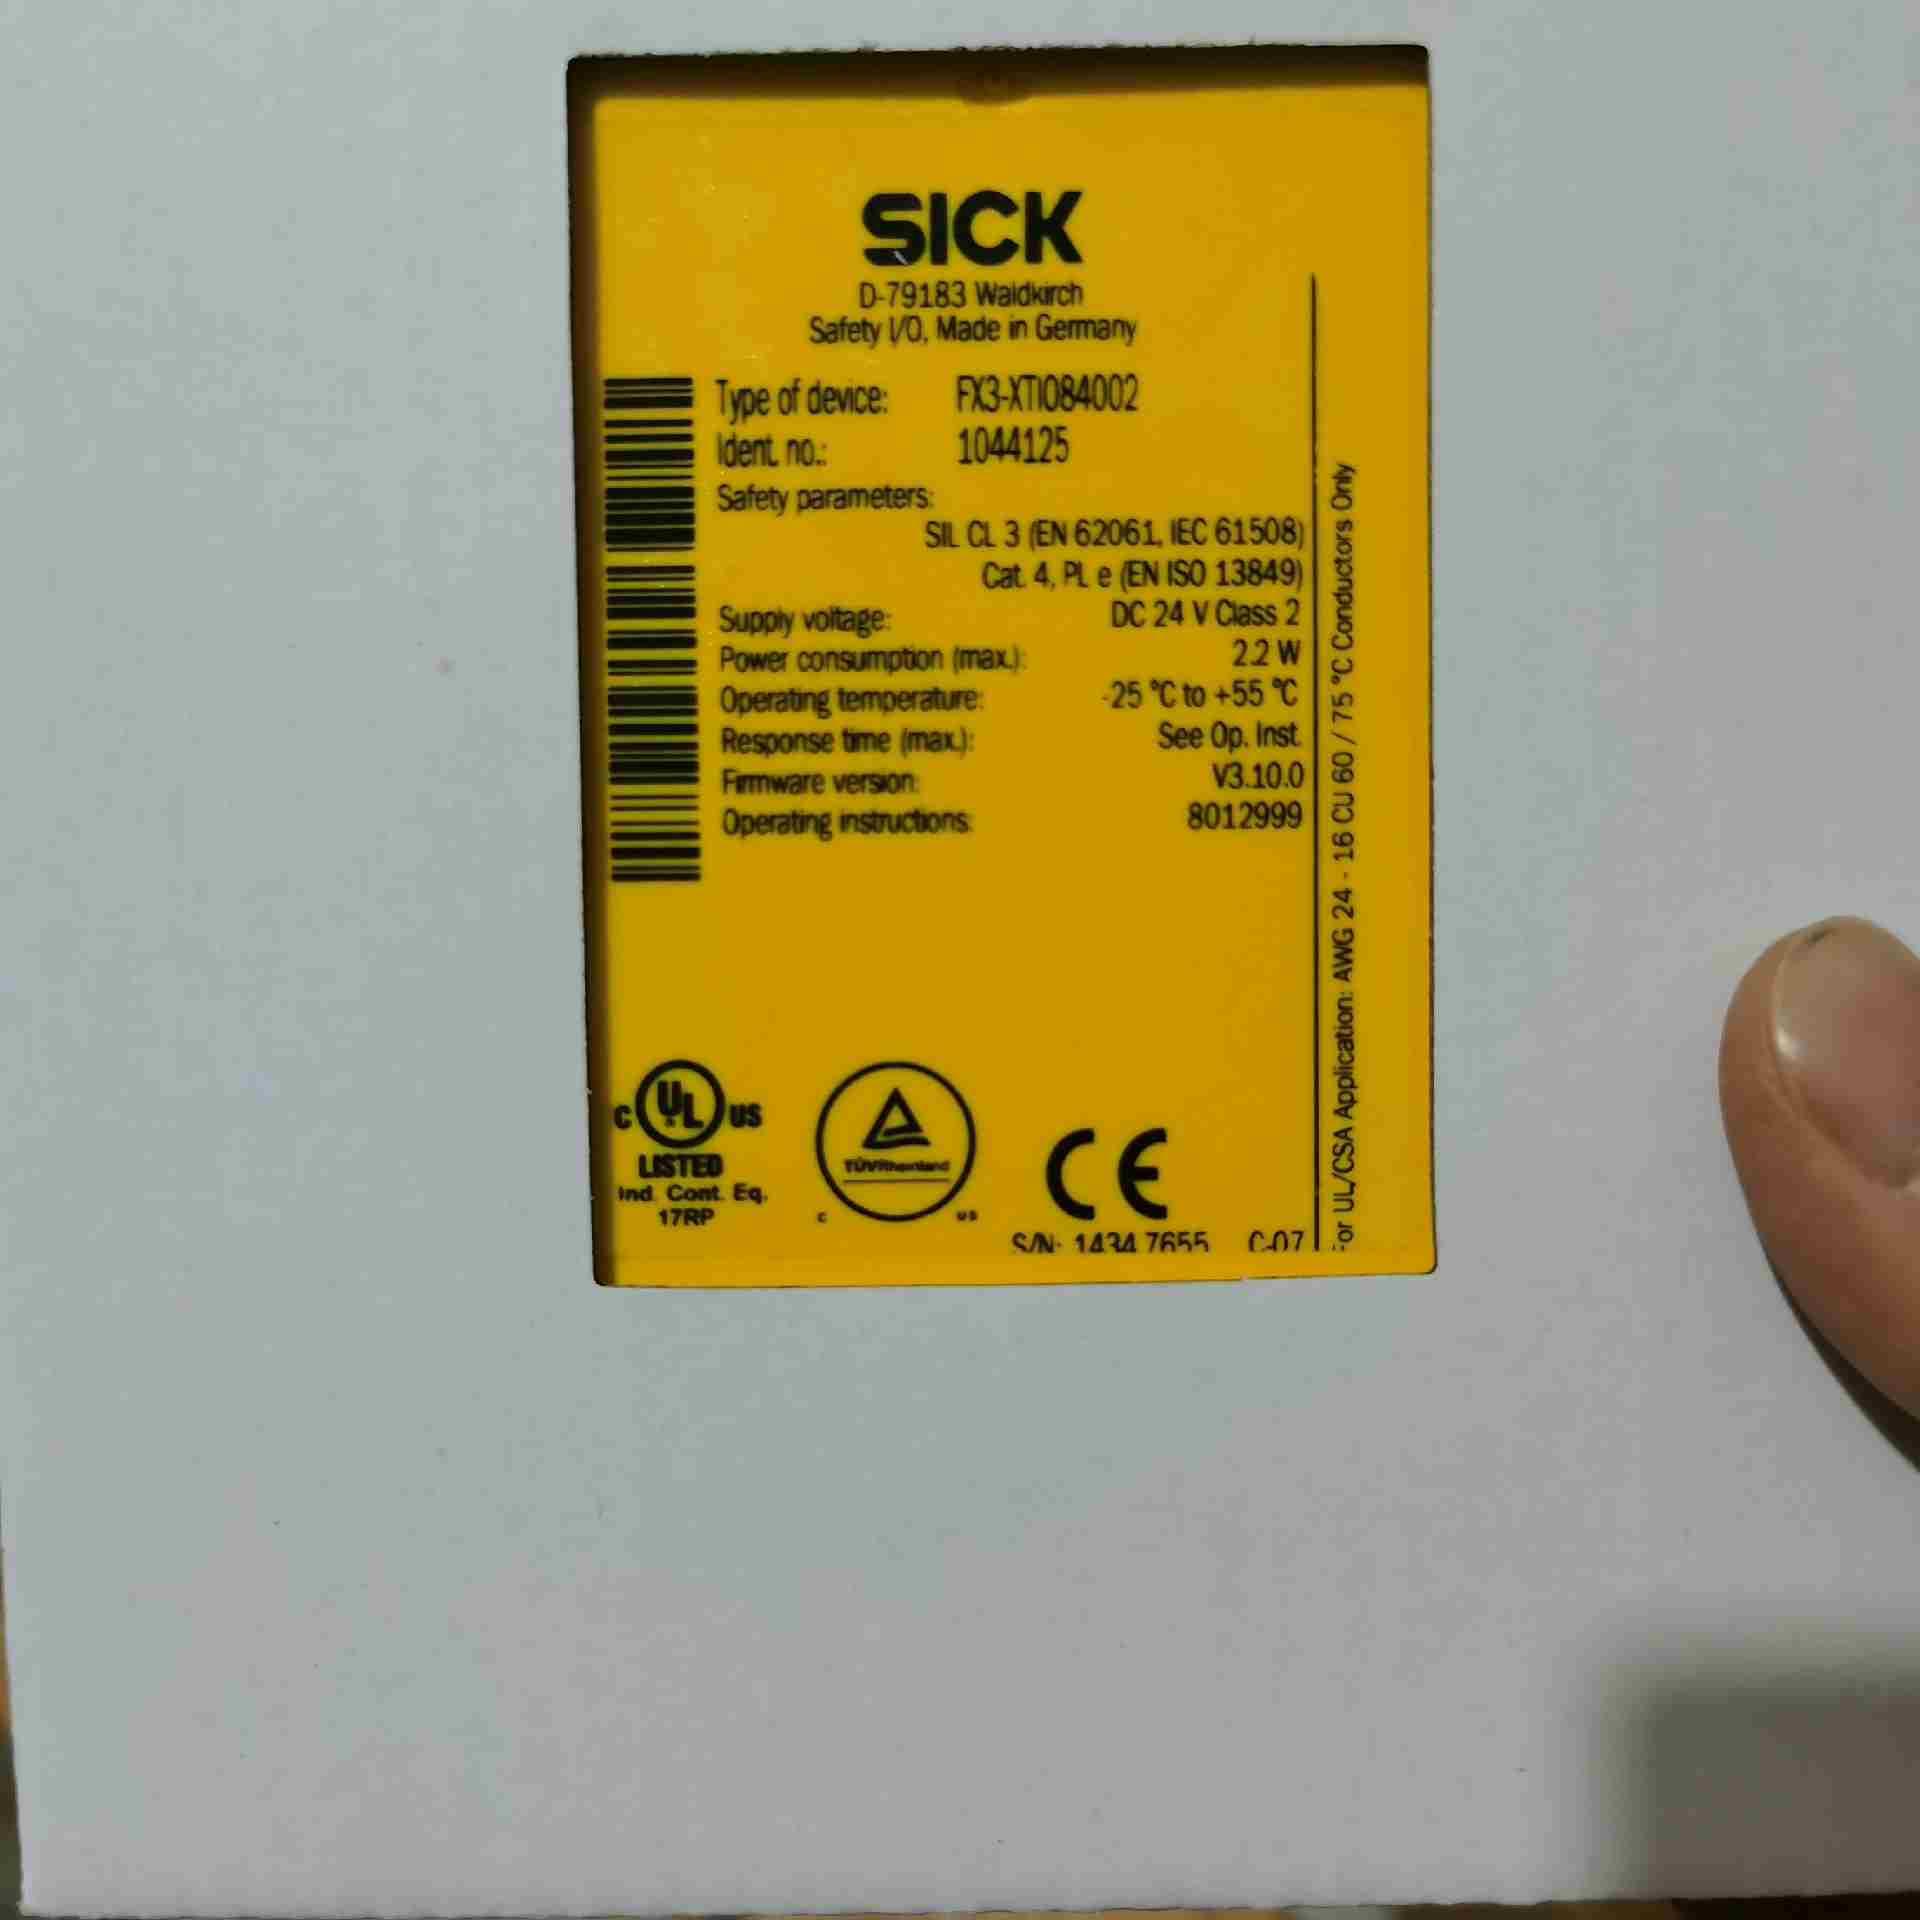 SICK
D-79183 Waldkirch
Safety I/O, Made in Germany
Type of device: FX3-XTIO84002
Ident. no.: 1044125
Safety parameters:
SIL CL 3 (EN 62061, IEC 61508)
Cat. 4, PL e (EN ISO 13849)
Supply voltage: DC 24 V Class 2
Power consumption (max.): 2.2 W
Operating temperature: -25 °C to +55 °C
Response time (max.): See Op. Inst.
Firmware version: V3.10.0
Operating instructions: 8012999
For UL/CSA Application: AWG 24 - 16 CU 60 / 75 °C Conductors Only
C UL US
LISTED
Ind. Cont. Eq.
17RP
TÜVRheinland
C US
CE
S/N: 1434 7655 C-07